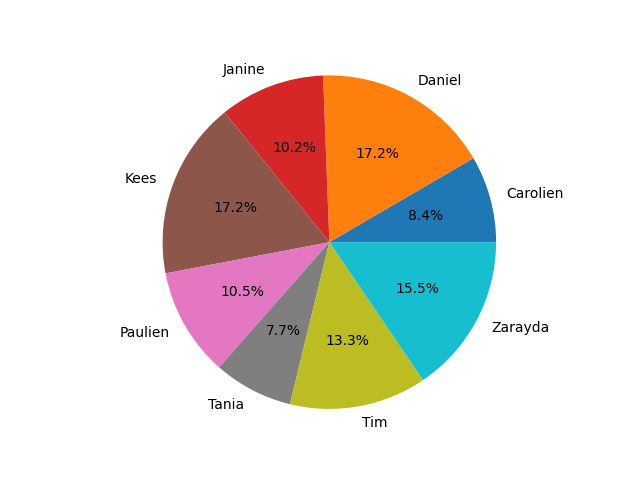 Janine
Daniel
Kees
Carolien
10.2%
17.2%
17.2%
8.4%
10.5%
15.5%
7.7%
13.3%
Paulien
Zarayda
Tania
Tim